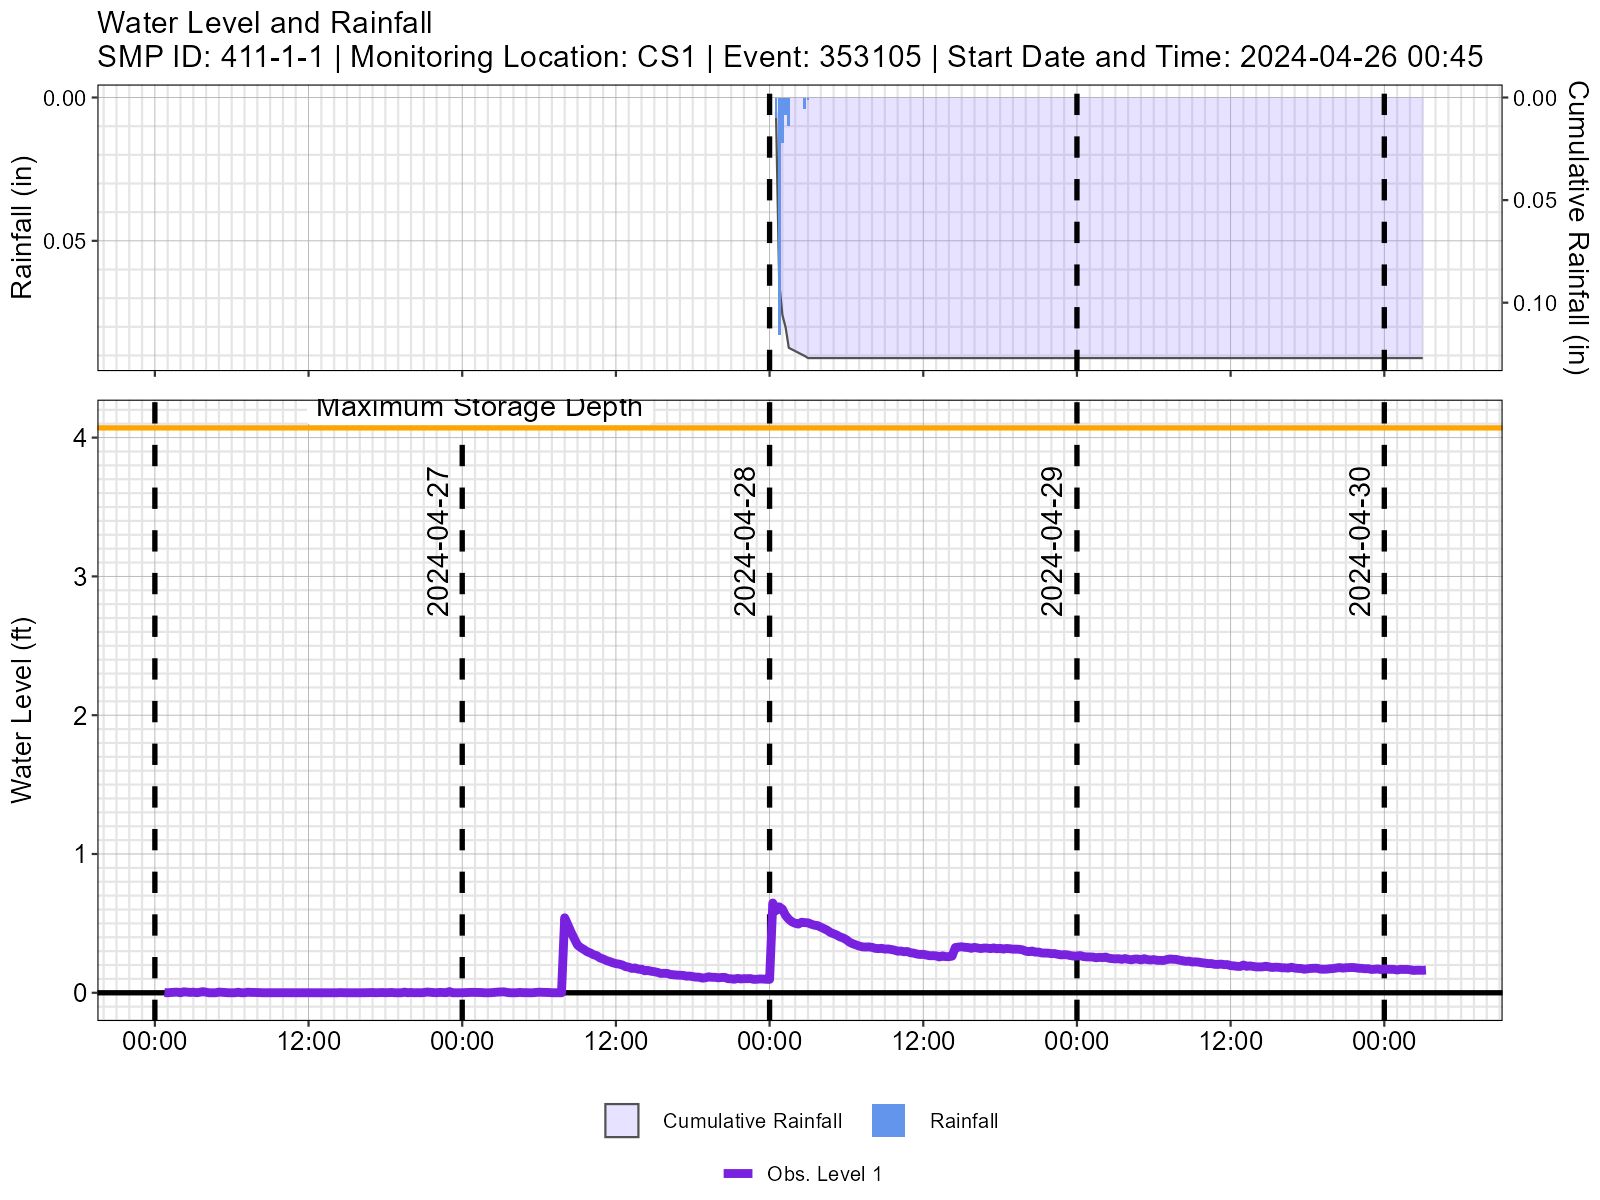 Water Level and Rainfall
SMP ID: 411-1-1 | Monitoring Location: CS1 | Event: 353105 | Start Date and Time: 2024-04-26 00:45
Rainfall (in)
0.00
0.05
0.00
0.05
0.10
Cumulative Rainfall (in)
Maximum Storage Depth
Water Level (ft)
4
3
2
1
0
2024-04-27
2024-04-28
2024-04-29
2024-04-30
00:00
12:00
00:00
12:00
00:00
12:00
00:00
12:00
00:00
Cumulative Rainfall
Rainfall
Obs. Level 1